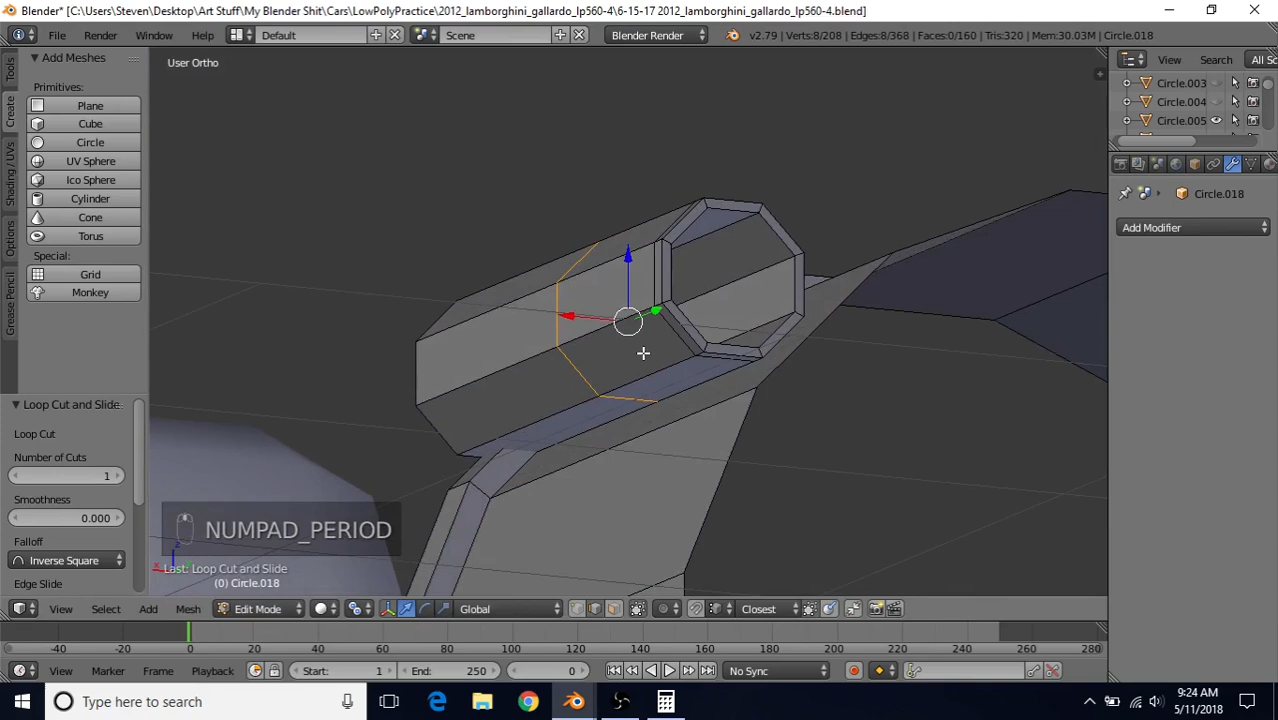 Blender* [C:\Users\Steven\Desktop\Art Stuff\My Blender Shit\Cars\LowPolyPractice\2012_lamborghini_gallardo_lp560-4\6-15-17 2012_lamborghini_gallardo_lp560-4.blend]
File Render Window Help Default Scene Blender Render v2.79 | Verts:8/208 | Edges:8/368 | Faces:0/160 | Tris:320 | Mem:30.03M | Circle.018
Tools
Create
Shading / UVs
Options
Grease Pencil
Add Meshes
Primitives:
Plane
Cube
Circle
UV Sphere
Ico Sphere
Cylinder
Cone
Torus
Special:
Grid
Monkey
Loop Cut and Slide
Loop Cut
Number of Cuts
1
Smoothness
0.000
Falloff
Inverse Square
Edge Slide
User Ortho
NUMPAD_PERIOD
Last: Loop Cut and Slide
(0) Circle.018
View Search All Sc
Circle.003
Circle.004
Circle.005
Circle.018
Add Modifier
View Select Add Mesh Edit Mode Global Closest
-40 -20 0 20 40 60 80 100 120 140 160 180 200 220 240 260 280
View Marker Frame Playback Start: 1 End: 250 0 No Sync
Type here to search
9:24 AM
5/11/2018